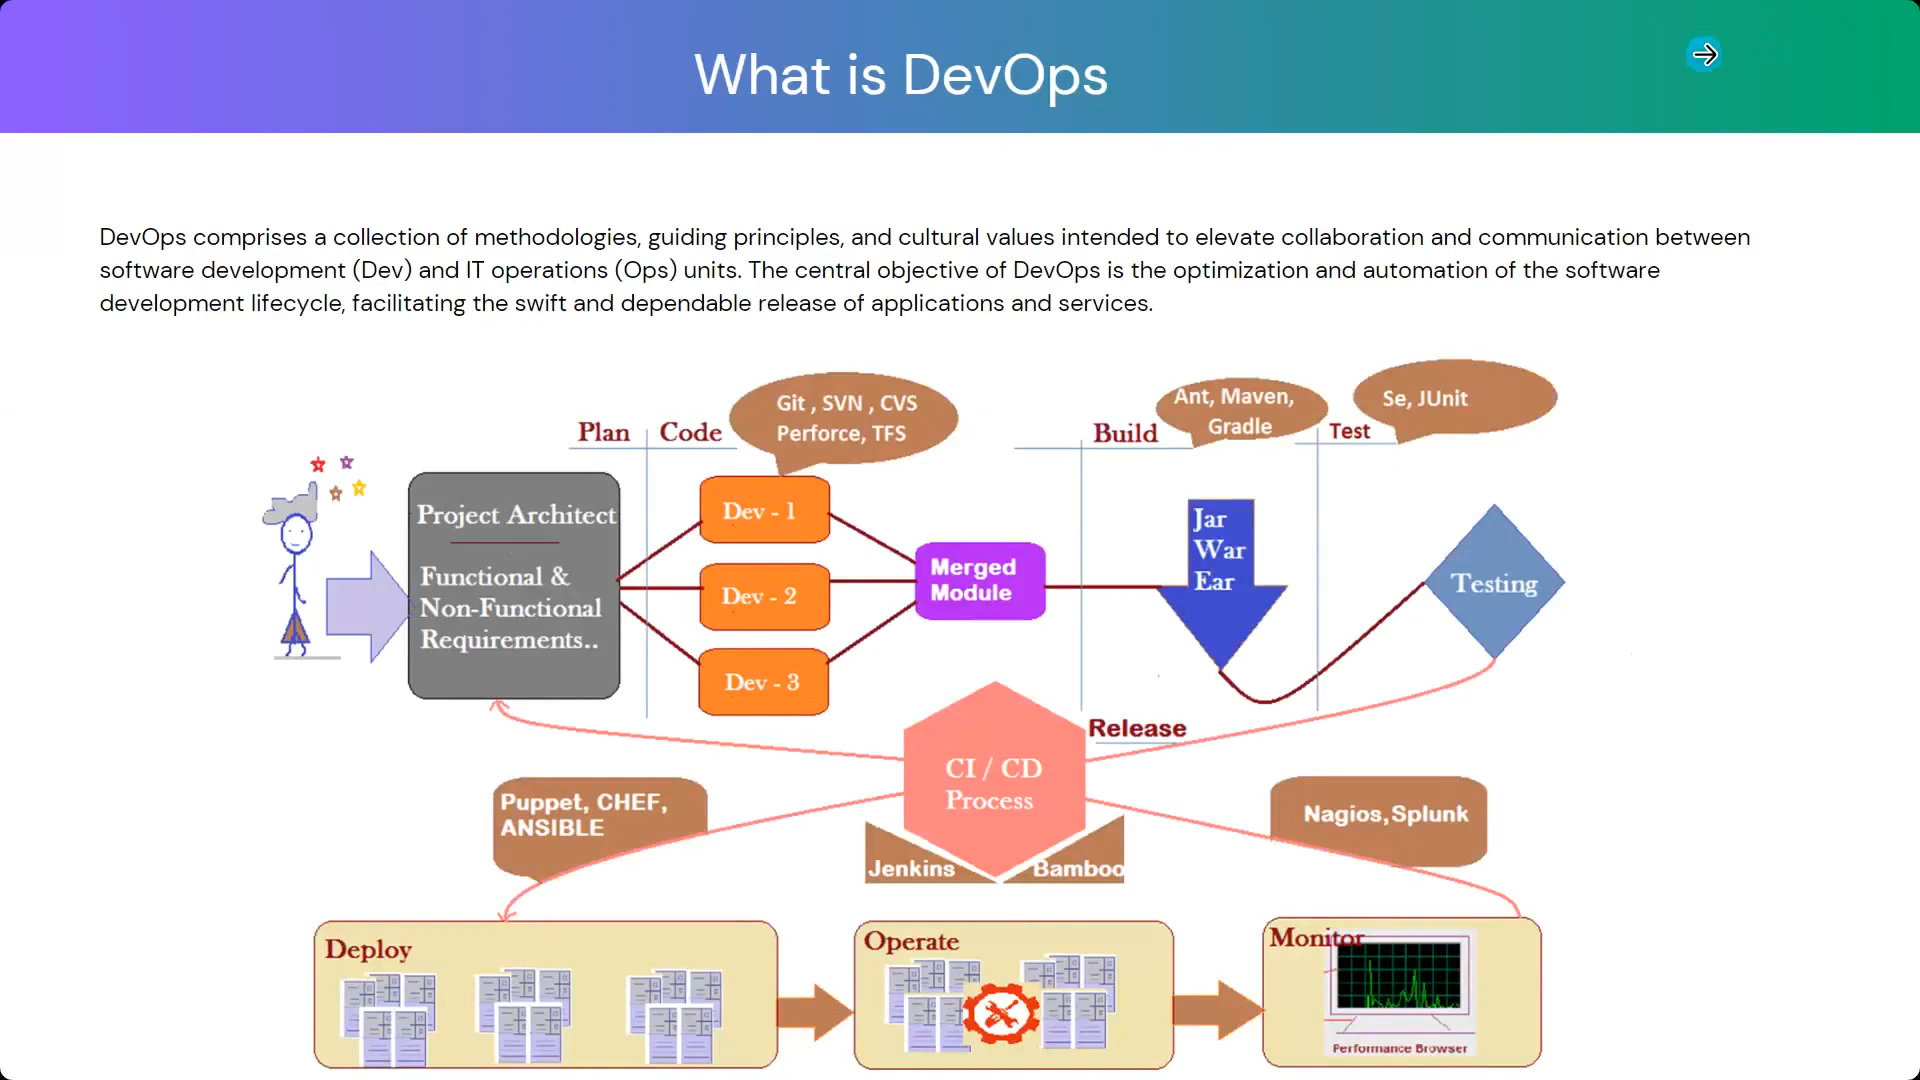 What is DevOps
DevOps comprises a collection of methodologies, guiding principles, and cultural values intended to elevate collaboration and communication between
software development (Dev) and IT operations (Ops) units. The central objective of DevOps is the optimization and automation of the software
development lifecycle, facilitating the swift and dependable release of applications and services.
Plan
Code
Git , SVN , CVS
Perforce, TFS
Build
Ant, Maven,
Gradle
Test
Se, JUnit
Project Architect
Functional &
Non-Functional
Requirements..
Dev - 1
Dev - 2
Dev - 3
Merged
Module
Jar
War
Ear
Testing
Release
CI / CD
Process
Jenkins
Bamboo
Puppet, CHEF,
ANSIBLE
Nagios,Splunk
Deploy
Operate
Monitor
Performance Browser